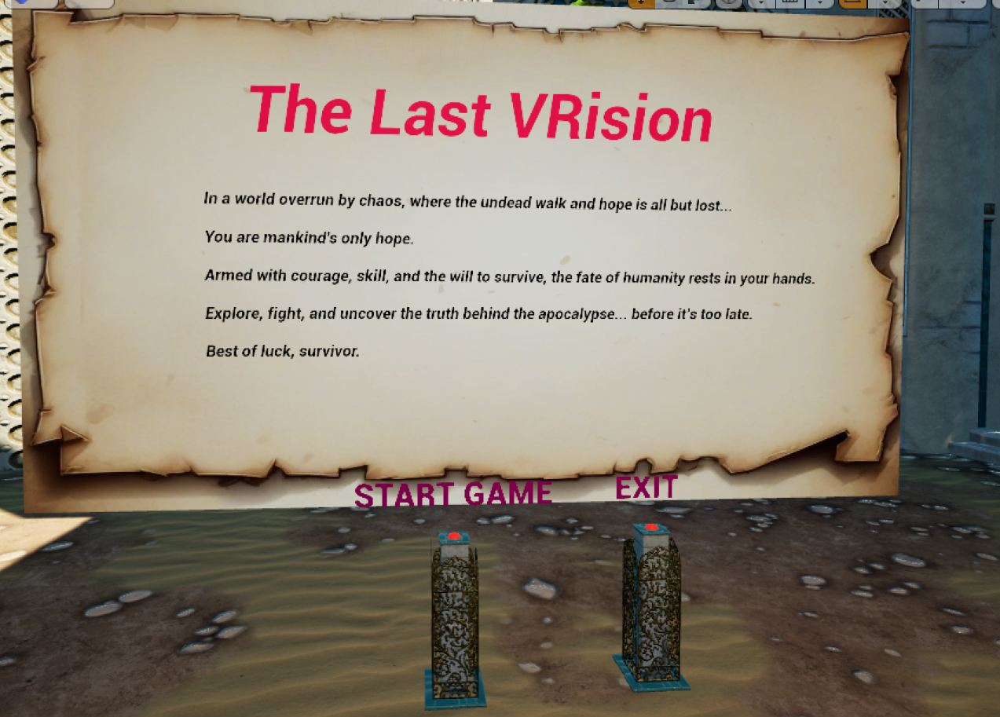 The Last VRision
In a world overrun by chaos, where the undead walk and hope is all but lost...
You are mankind's only hope.
Armed with courage, skill, and the will to survive, the fate of humanity rests in your hands.
Explore, fight, and uncover the truth behind the apocalypse... before it's too late.
Best of luck, survivor.
START GAME
EXIT